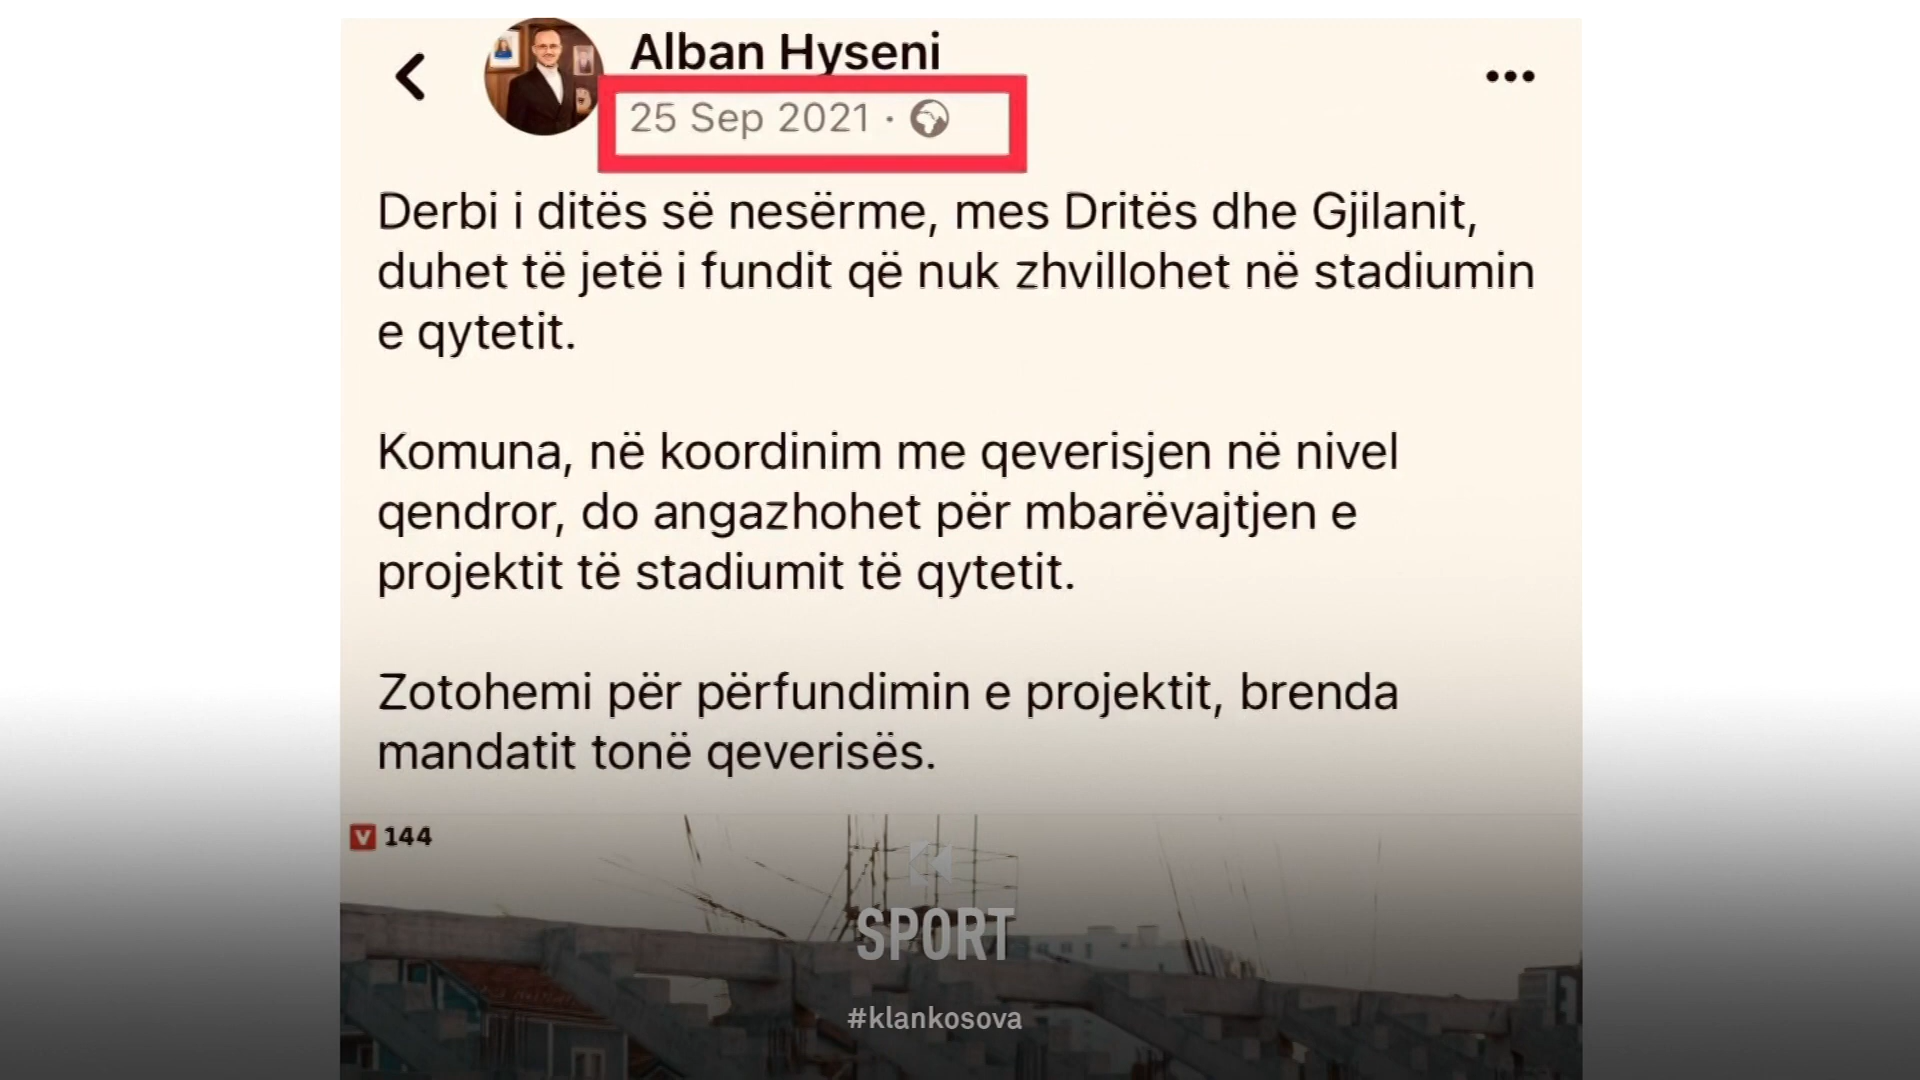 Alban Hyseni
25 Sep 2021 ·
Derbi i ditës së nesërme, mes Dritës dhe Gjilanit,
duhet të jetë i fundit që nuk zhvillohet në stadiumin
e qytetit.
Komuna, në koordinim me qeverisjen në nivel
qendror, do angazhohet për mbarëvajtjen e
projektit të stadiumit të qytetit.
Zotohemi për përfundimin e projektit, brenda
mandatit tonë qeverisës.
V 144
SPORT
#klankosova